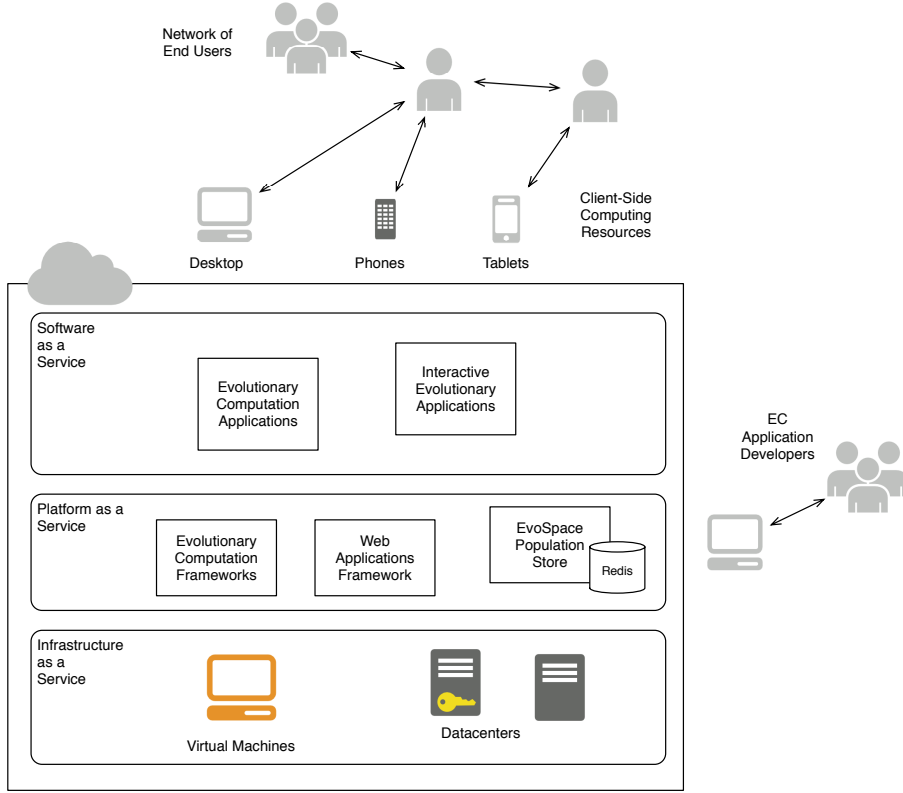 Network of
End Users
Client-Side
Computing
Resources
Desktop
Phones
Tablets
Software
as a
Service
Evolutionary
Computation
Applications
Interactive
Evolutionary
Applications
EC
Application
Developers
Platform as a
Service
Evolutionary
Computation
Frameworks
Web
Applications
Framework
EvoSpace
Population
Store
Redis
Infrastructure
as a
Service
Virtual Machines
Datacenters